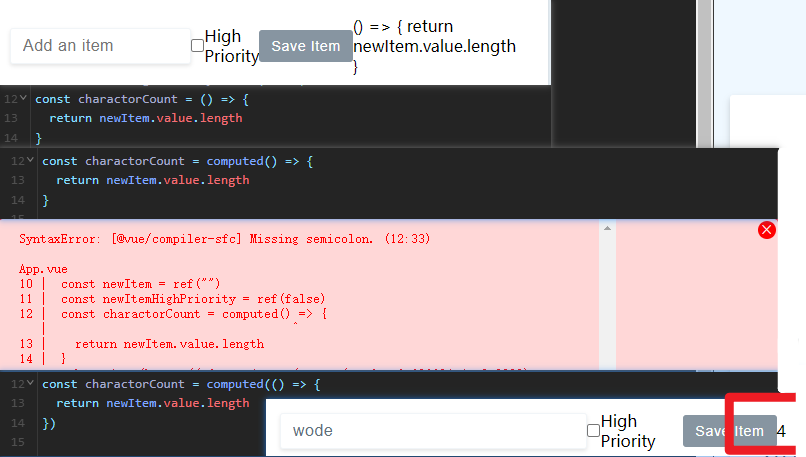 Add an item
High
Priority
Save Item
() => { return
newItem.value.length
}
12 const charactorCount = () => {
13 return newItem.value.length
14 }
12 const charactorCount = computed() => {
13 return newItem.value.length
14 }
SyntaxError: [@vue/compiler-sfc] Missing semicolon. (12:33)
App.vue
10 | const newItem = ref("")
11 | const newItemHighPriority = ref(false)
12 | const charactorCount = computed() => {
| ^
13 | return newItem.value.length
14 | }
12 const charactorCount = computed(() => {
13 return newItem.value.length
14 })
15
wode
High
Priority
Save Item
4